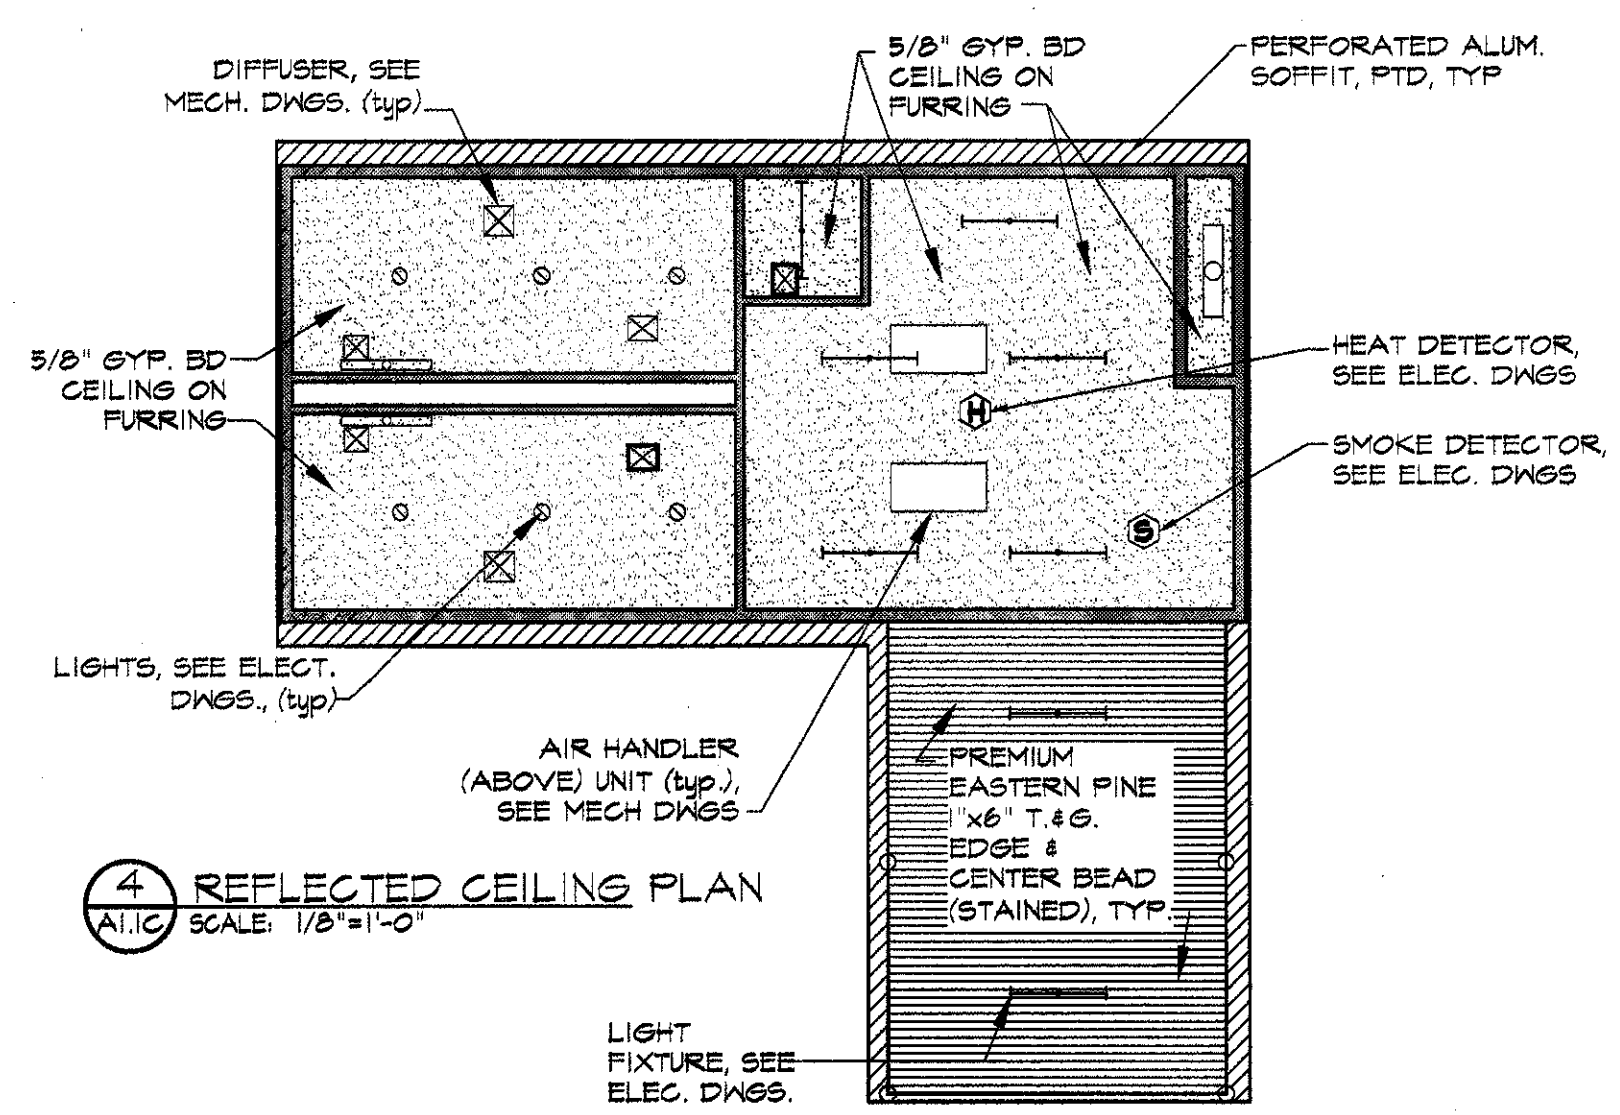 DIFFUSER, SEE
MECH. DWGS. (typ)
5/8" GYP. BD
CEILING ON
FURRING
PERFORATED ALUM.
SOFFIT, PTD, TYP
5/8" GYP. BD
CEILING ON
FURRING
HEAT DETECTOR,
SEE ELEC. DWGS
H
SMOKE DETECTOR,
SEE ELEC. DWGS
S
LIGHTS, SEE ELECT.
DWGS., (typ)
AIR HANDLER
(ABOVE) UNIT (typ.),
SEE MECH DWGS
PREMIUM
EASTERN PINE
1"x6" T.&G.
EDGE &
CENTER BEAD
(STAINED), TYP.
4
A1.1C
REFLECTED CEILING PLAN
SCALE: 1/8"=1'-0"
LIGHT
FIXTURE, SEE
ELEC. DWGS.